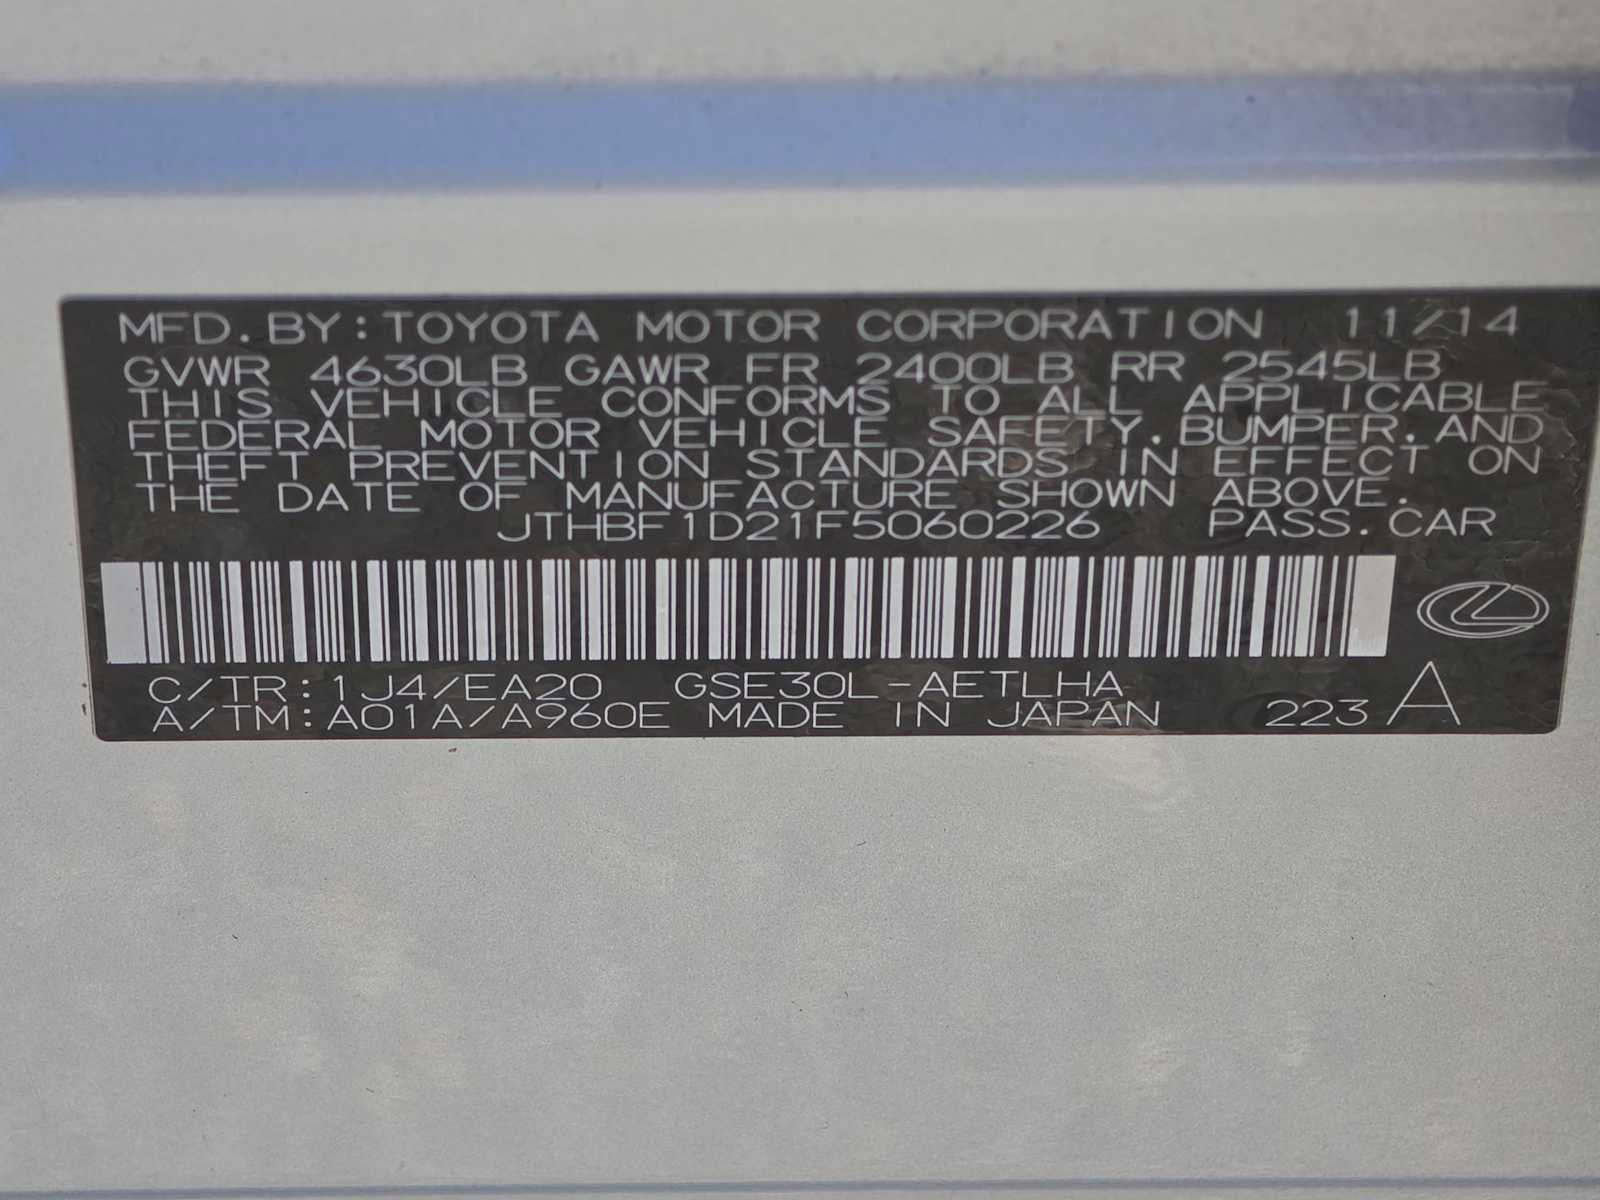 MFD.BY:TOYOTA MOTOR CORPORATION 11/14
GVWR 4630LB GAWR FR 2400LB RR 2545LB
THIS VEHICLE CONFORMS TO ALL APPLICABLE
FEDERAL MOTOR VEHICLE SAFETY.BUMPER.AND
THEFT PREVENTION STANDARDS IN EFFECT ON
THE DATE OF MANUFACTURE SHOWN ABOVE.
JTHBF1D21F5060226 PASS.CAR
C/TR:1J4/EA20 GSE30L-AETLHA
A/TM:A01A/A960E MADE IN JAPAN 223 A